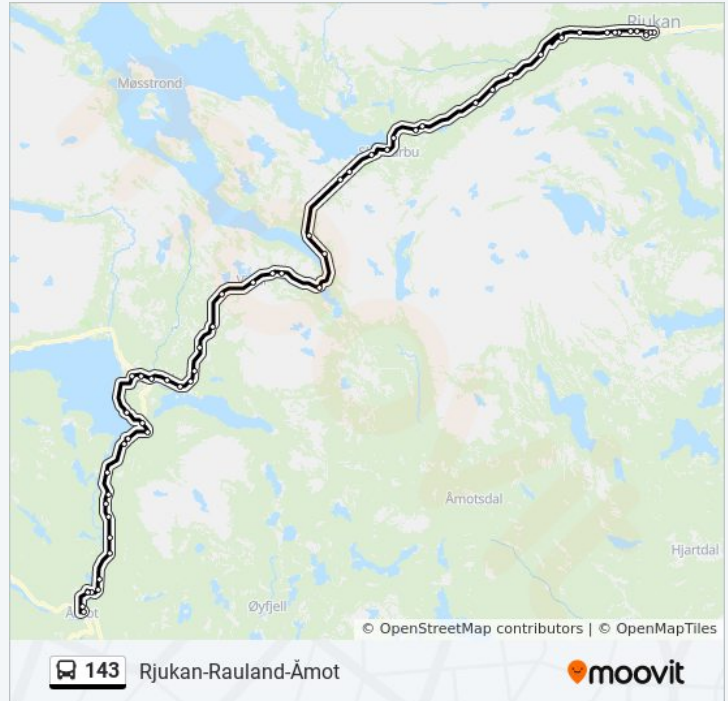 Rjukan
Møsstrond
Åmotsdal
Hjartdal
Øyfjell
© OpenStreetMap contributors | © OpenMapTiles
143 Rjukan-Rauland-Åmot
moovit